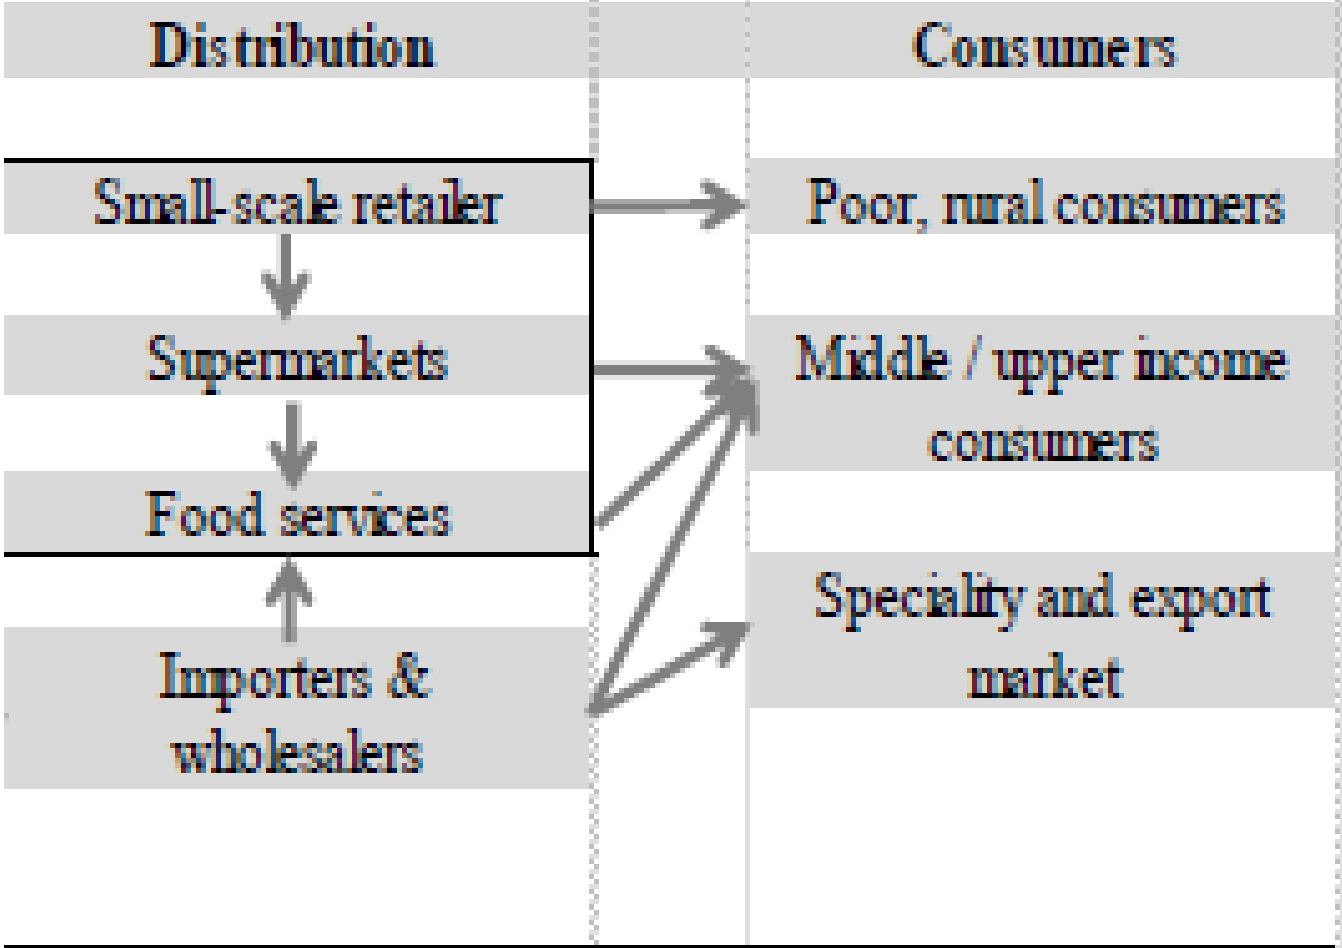 Distribution
Consumers
Small-scale retailer
Poor, rural consumers
Supermarkets
Middle / upper income
consumers
Food services
Speciality and export
market
Importers &
wholesalers